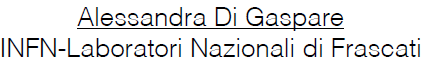 Alessandra Di Gaspare
INFN-Laboratori Nazionali di Frascati